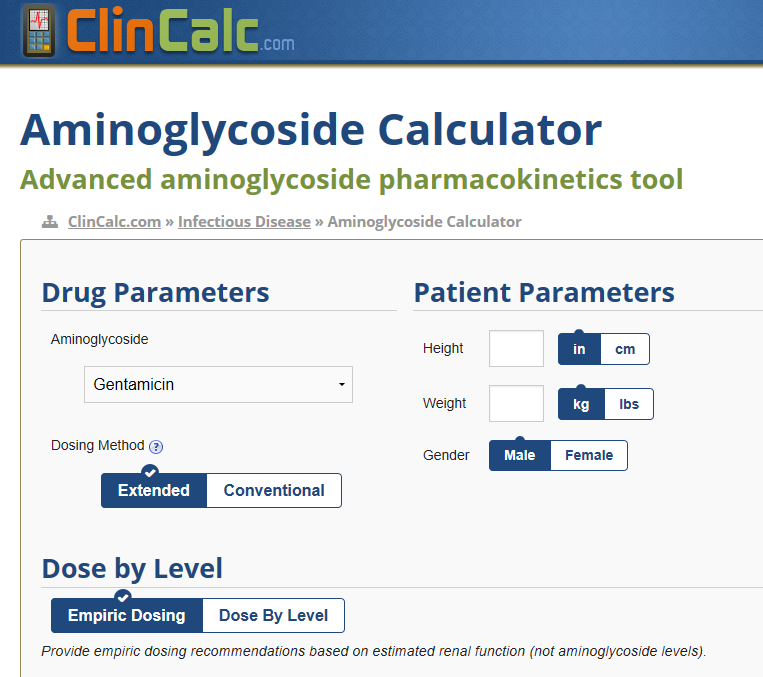 ClinCalc.com
Aminoglycoside Calculator
Advanced aminoglycoside pharmacokinetics tool
ClinCalc.com » Infectious Disease » Aminoglycoside Calculator
Drug Parameters
Aminoglycoside
Gentamicin
Dosing Method ?
Extended Conventional
Patient Parameters
Height in cm
Weight kg lbs
Gender Male Female
Dose by Level
Empiric Dosing Dose By Level
Provide empiric dosing recommendations based on estimated renal function (not aminoglycoside levels).